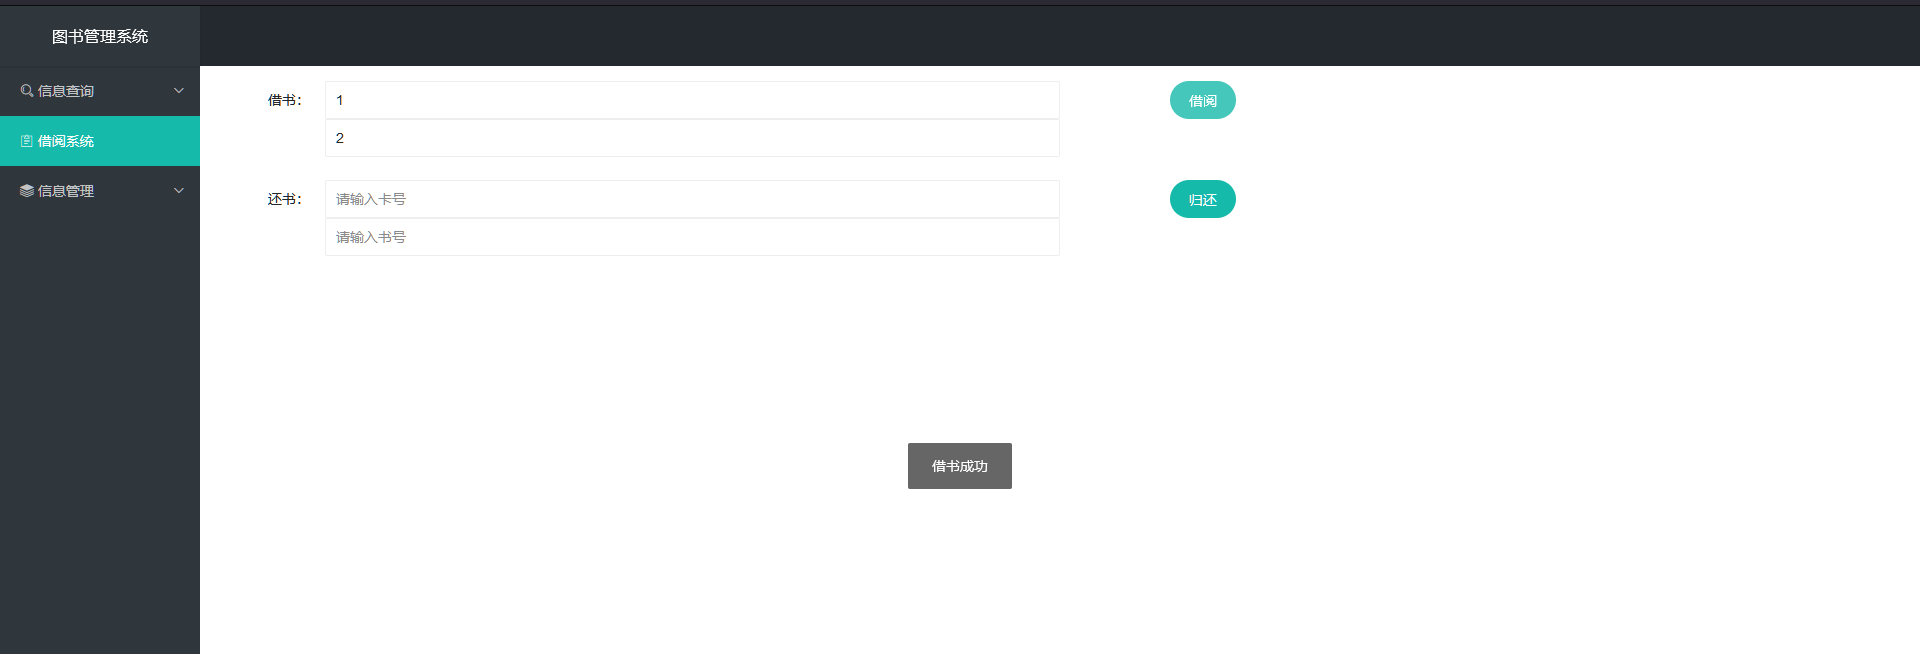 图书管理系统
信息查询
借阅系统
信息管理
借书：
1
借阅
2
还书：
请输入卡号
归还
请输入书号
借书成功